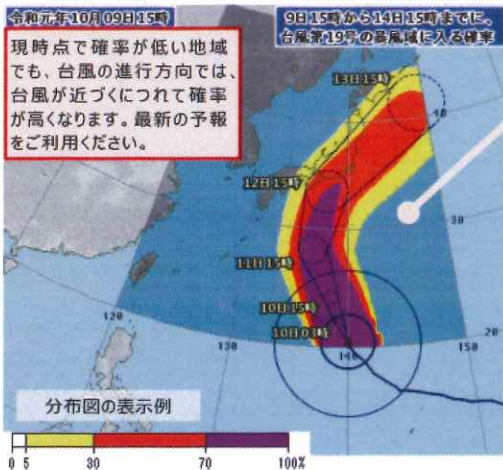 令和元年10月09日15時
9日15時から14日15時までに、
台風第19号の暴風域に入る確率
現時点で確率が低い地域
でも、台風の進行方向では、
台風が近づくにつれて確率
が高くなります。最新の予報
をご利用ください。
13日15時
40
12日15時
30
11日15時
10日15時
10日03時
120
130
140
150
20
分布図の表示例
0 5 30 70 100%